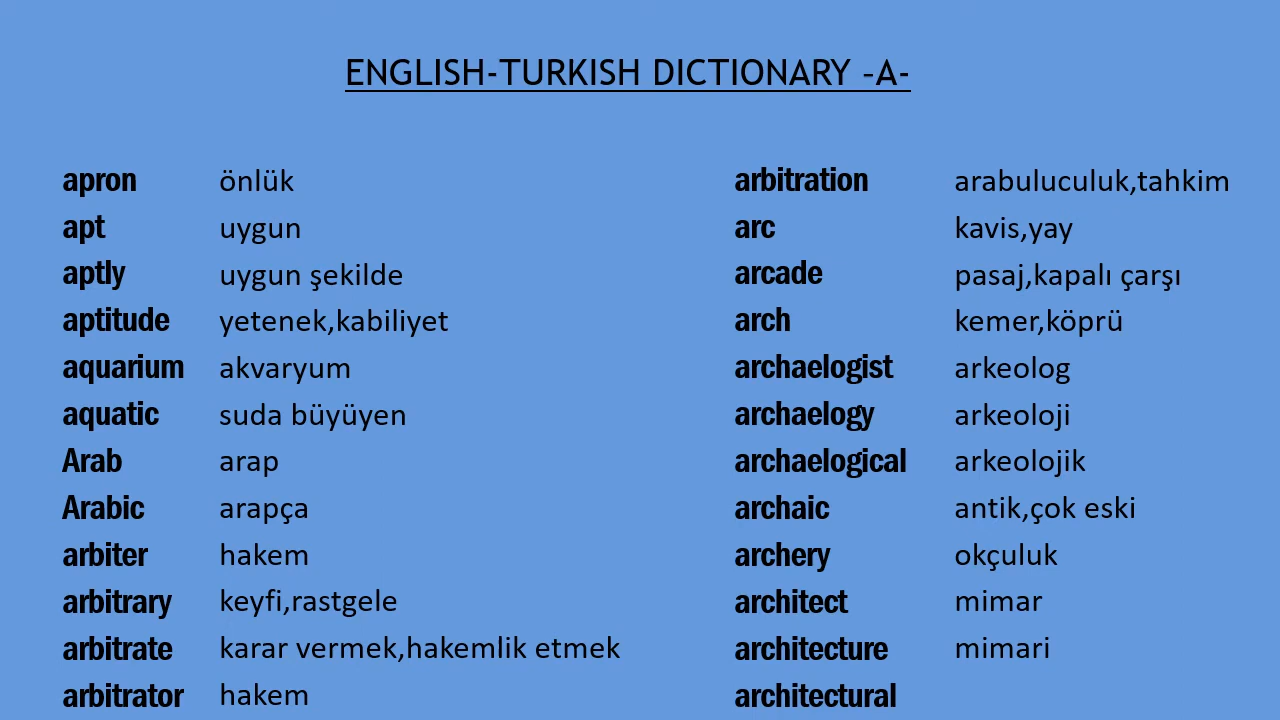 ENGLISH-TURKISH DICTIONARY –A-
apron önlük
apt uygun
aptly uygun şekilde
aptitude yetenek,kabiliyet
aquarium akvaryum
aquatic suda büyüyen
Arab arap
Arabic arapça
arbiter hakem
arbitrary keyfi,rastgele
arbitrate karar vermek,hakemlik etmek
arbitrator hakem
arbitration arabuluculuk,tahkim
arc kavis,yay
arcade pasaj,kapalı çarşı
arch kemer,köprü
archaelogist arkeolog
archaelogy arkeoloji
archaelogical arkeolojik
archaic antik,çok eski
archery okçuluk
architect mimar
architecture mimari
architectural